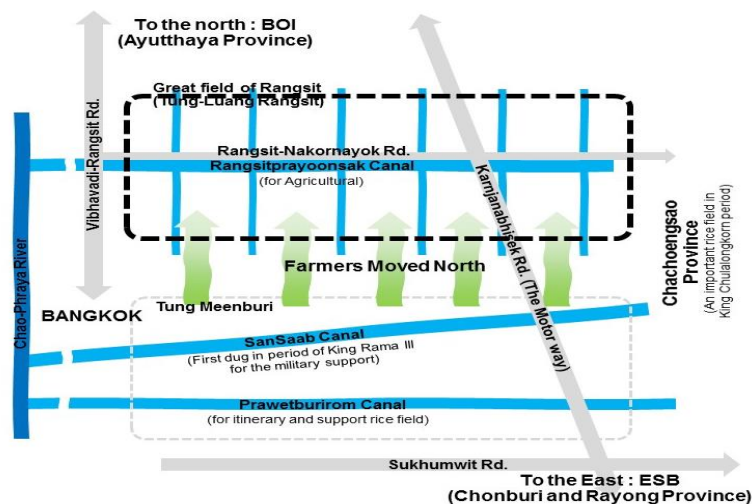 To the north : BOI
(Ayutthaya Province)
Vibhavadi-Rangsit Rd.
Great field of Rangsit
(Tung-Luang Rangsit)
Rangsit-Nakornayok Rd.
Rangsitprayoonsak Canal
(for Agricultural)
Kamjanabhisek Rd. (The Motor way)
Chachoengsao
Province
(An important rice field in
King Chulalongkorn period)
Chao-Phraya River
Farmers Moved North
BANGKOK
Tung Meenburi
SanSaab Canal
(First dug in period of King Rama III
for the military support)
Prawetburirom Canal
(for itinerary and support rice field)
Sukhumwit Rd.
To the East : ESB
(Chonburi and Rayong Province)